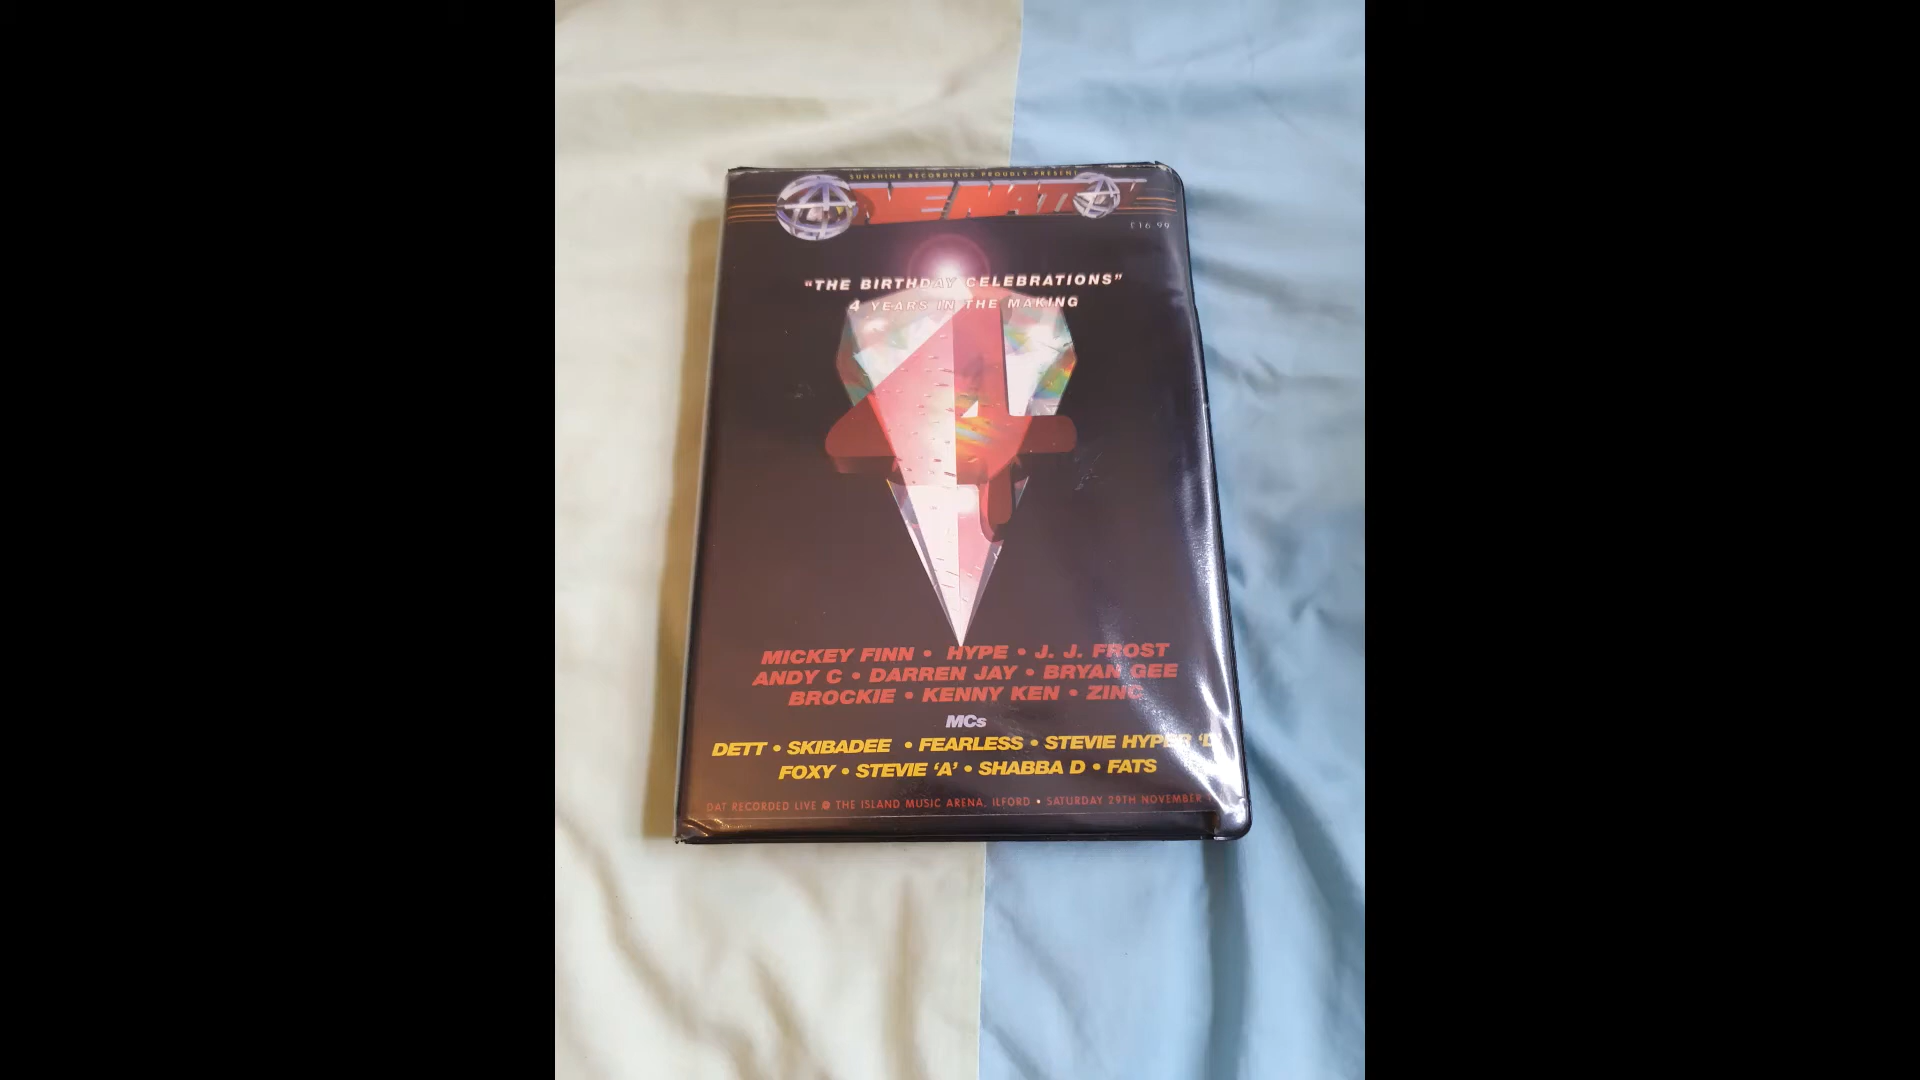 SUNSHINE RECORDINGS PROUDLY PRESENT
ONE NATION
£16.99
"THE BIRTHDAY CELEBRATIONS"
4 YEARS IN THE MAKING
MICKEY FINN • HYPE • J. J. FROST
ANDY C • DARREN JAY • BRYAN GEE
BROCKIE • KENNY KEN • ZINC
MCs
DETT • SKIBADEE • FEARLESS • STEVIE HYPER 'D'
FOXY • STEVIE 'A' • SHABBA D • FATS
DAT RECORDED LIVE @ THE ISLAND MUSIC ARENA, ILFORD • SATURDAY 29TH NOVEMBER